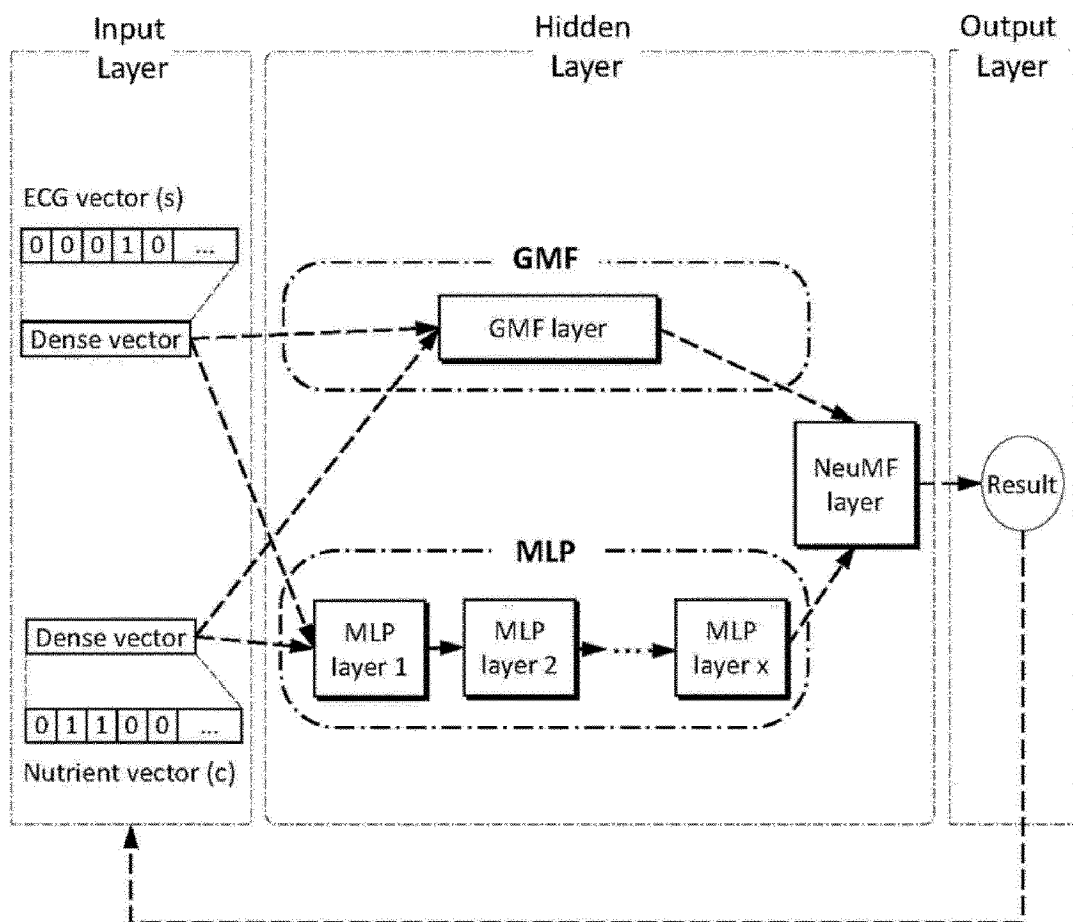 Input
Layer
Hidden
Layer
Output
Layer
ECG vector (s)
0 0 0 1 0 ...
Dense vector
GMF
GMF layer
NeuMF
layer
Result
MLP
Dense vector
MLP
layer 1
MLP
layer 2
...
MLP
layer x
0 1 1 0 0 ...
Nutrient vector (c)